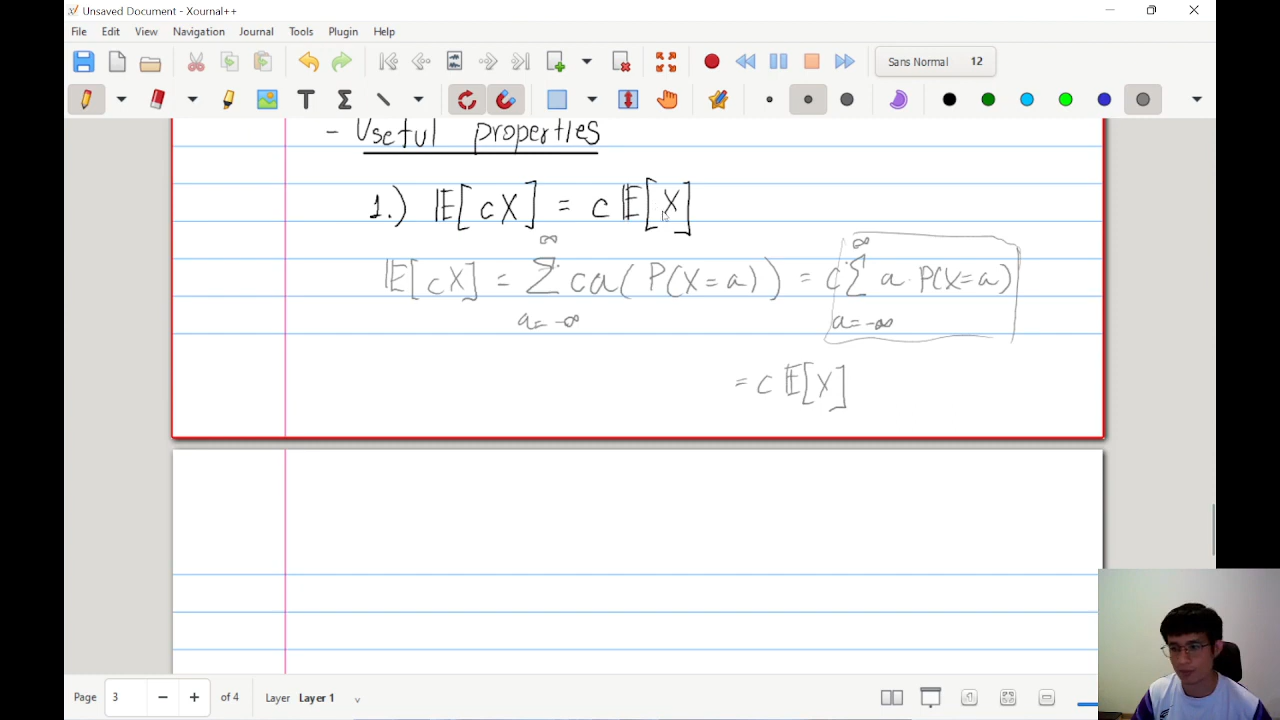 Unsaved Document - Xournal++
File Edit View Navigation Journal Tools Plugin Help
Sans Normal 12
- Useful properties
1.) 𝔼[cX] = c𝔼[X]
𝔼[cX] = ∑_{a=-∞}^{∞} ca(P(X=a)) = c∑_{a=-∞}^{∞} a·P(X=a)
= c𝔼[X]
Page 3 of 4 Layer Layer 1